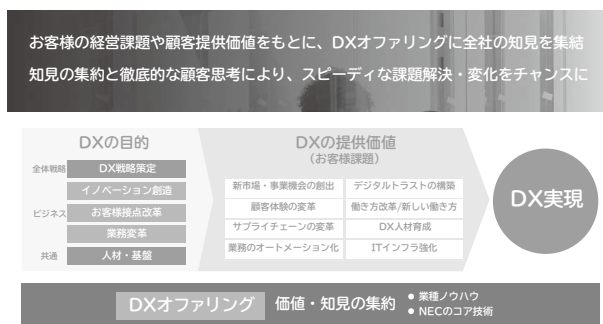 お客様の経営課題や顧客提供価値をもとに、DXオファリングに全社の知見を集結
知見の集約と徹底的な顧客思考により、スピーディな課題解決・変化をチャンスに
DXの目的
全体戦略
DX戦略策定
イノベーション創造
ビジネス
お客様接点改革
業務変革
共通
人材・基盤
DXの提供価値
（お客様課題）
新市場・事業機会の創出
デジタルトラストの構築
顧客体験の変革
働き方改革/新しい働き方
サプライチェーンの変革
DX人材育成
業務のオートメーション化
ITインフラ強化
DX実現
DXオファリング
価値・知見の集約
● 業種ノウハウ
● NECのコア技術